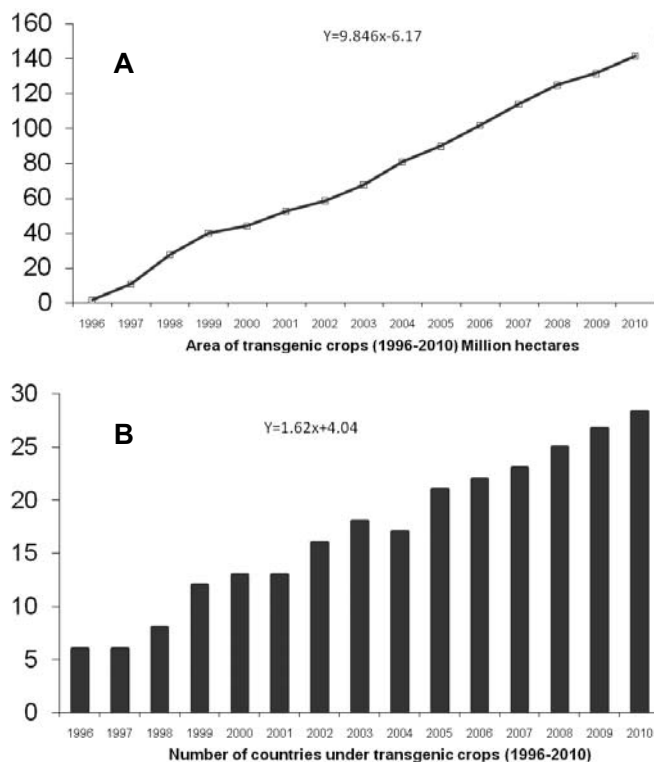 Y=9.846x-6.17
A
160
140
120
100
80
60
40
20
0
1996 1997 1998 1999 2000 2001 2002 2003 2004 2005 2006 2007 2008 2009 2010
Area of transgenic crops (1996-2010) Million hectares
30
B
Y=1.62x+4.04
25
20
15
10
5
0
1996 1997 1998 1999 2000 2001 2002 2003 2004 2005 2006 2007 2008 2009 2010
Number of countries under transgenic crops (1996-2010)